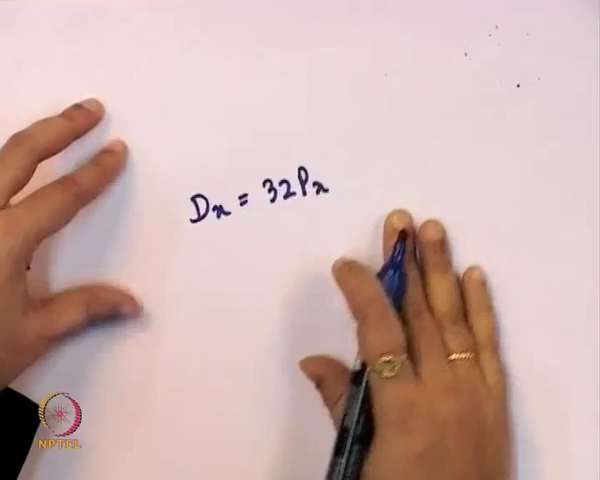 Dx = 32Px
NPTEL